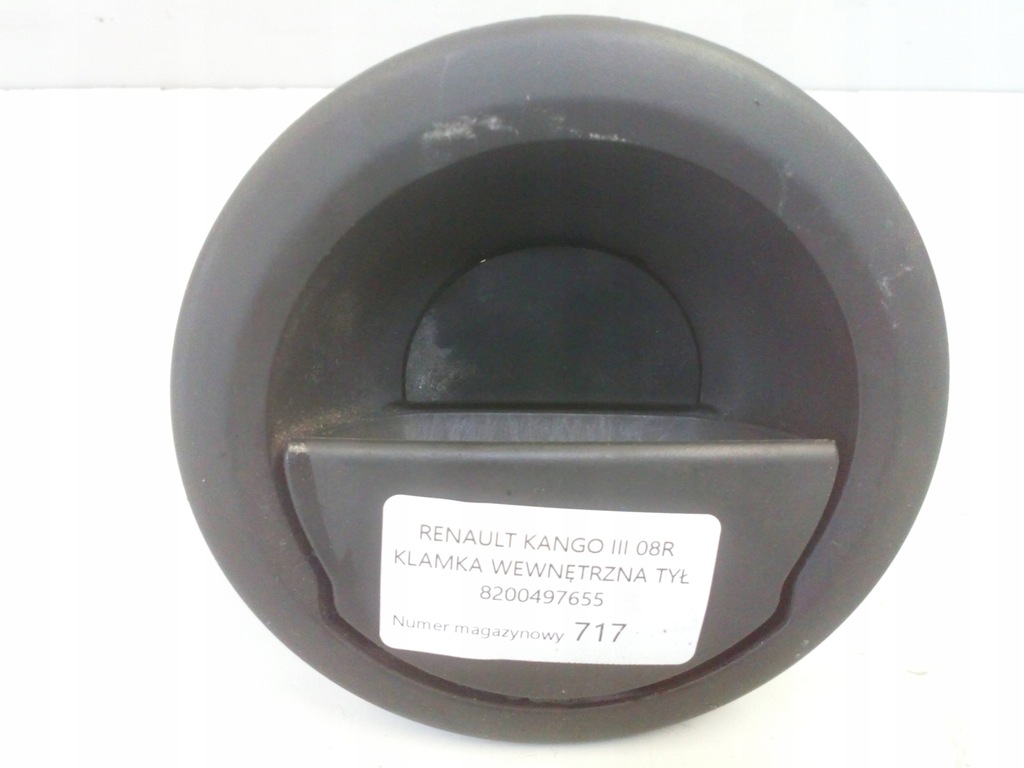 RENAULT KANGO III 08R
KLAMKA WEWNĘTRZNA TYŁ
8200497655
Numer magazynowy 717